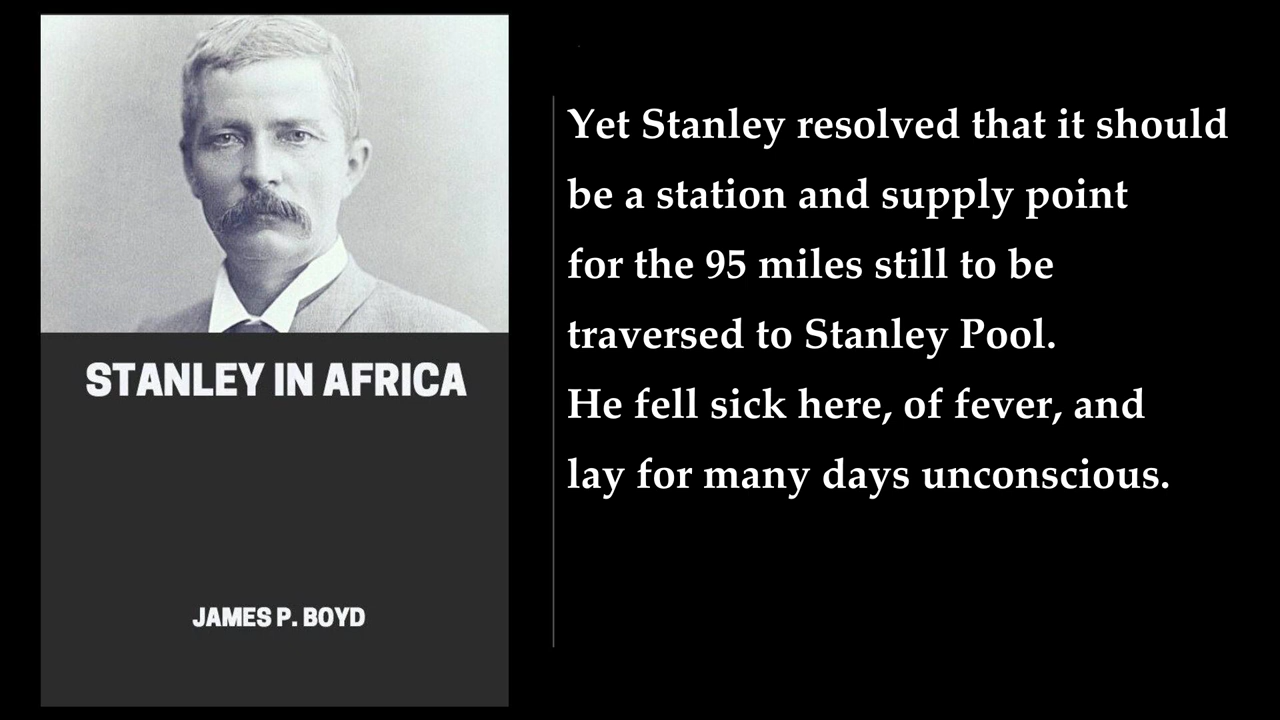 STANLEY IN AFRICA
JAMES P. BOYD
Yet Stanley resolved that it should
be a station and supply point
for the 95 miles still to be
traversed to Stanley Pool.
He fell sick here, of fever, and
lay for many days unconscious.